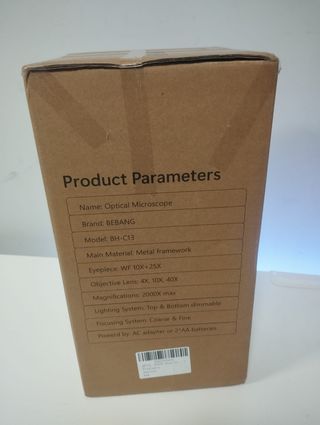 Product Parameters
Name: Optical Microscope
Brand: BEBANG
Model: BH-C13
Main Material: Metal framework
Eyepiece: WF 10X+25X
Objective Lens: 4X, 10X, 40X
Magnifications: 2000X max
Lighting System: Top & Bottom dimmable
Focusing System: Coarse & Fine
Powerd by: AC adapter or 2*AA batteries